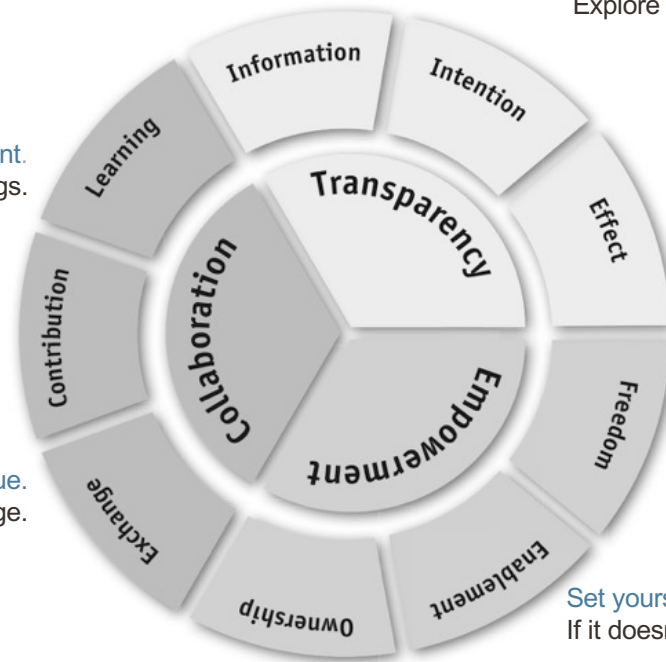 Explore
Information
Intention
Learning
nt.
gs.
Transparency
Effect
Collaboration
Contribution
Empowerment
Freedom
ue.
ge.
Exchange
Enablement
Ownership
Set yours
If it doesn